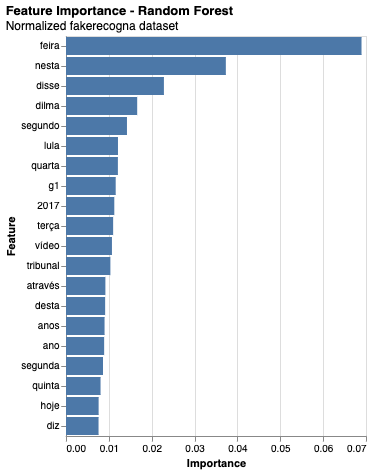 Feature Importance - Random Forest
Normalized fakerecogna dataset
feira
nesta
disse
dilma
segundo
lula
quarta
g1
2017
terça
vídeo
tribunal
através
desta
anos
ano
segunda
quinta
hoje
diz
Feature
0.00 0.01 0.02 0.03 0.04 0.05 0.06 0.07
Importance